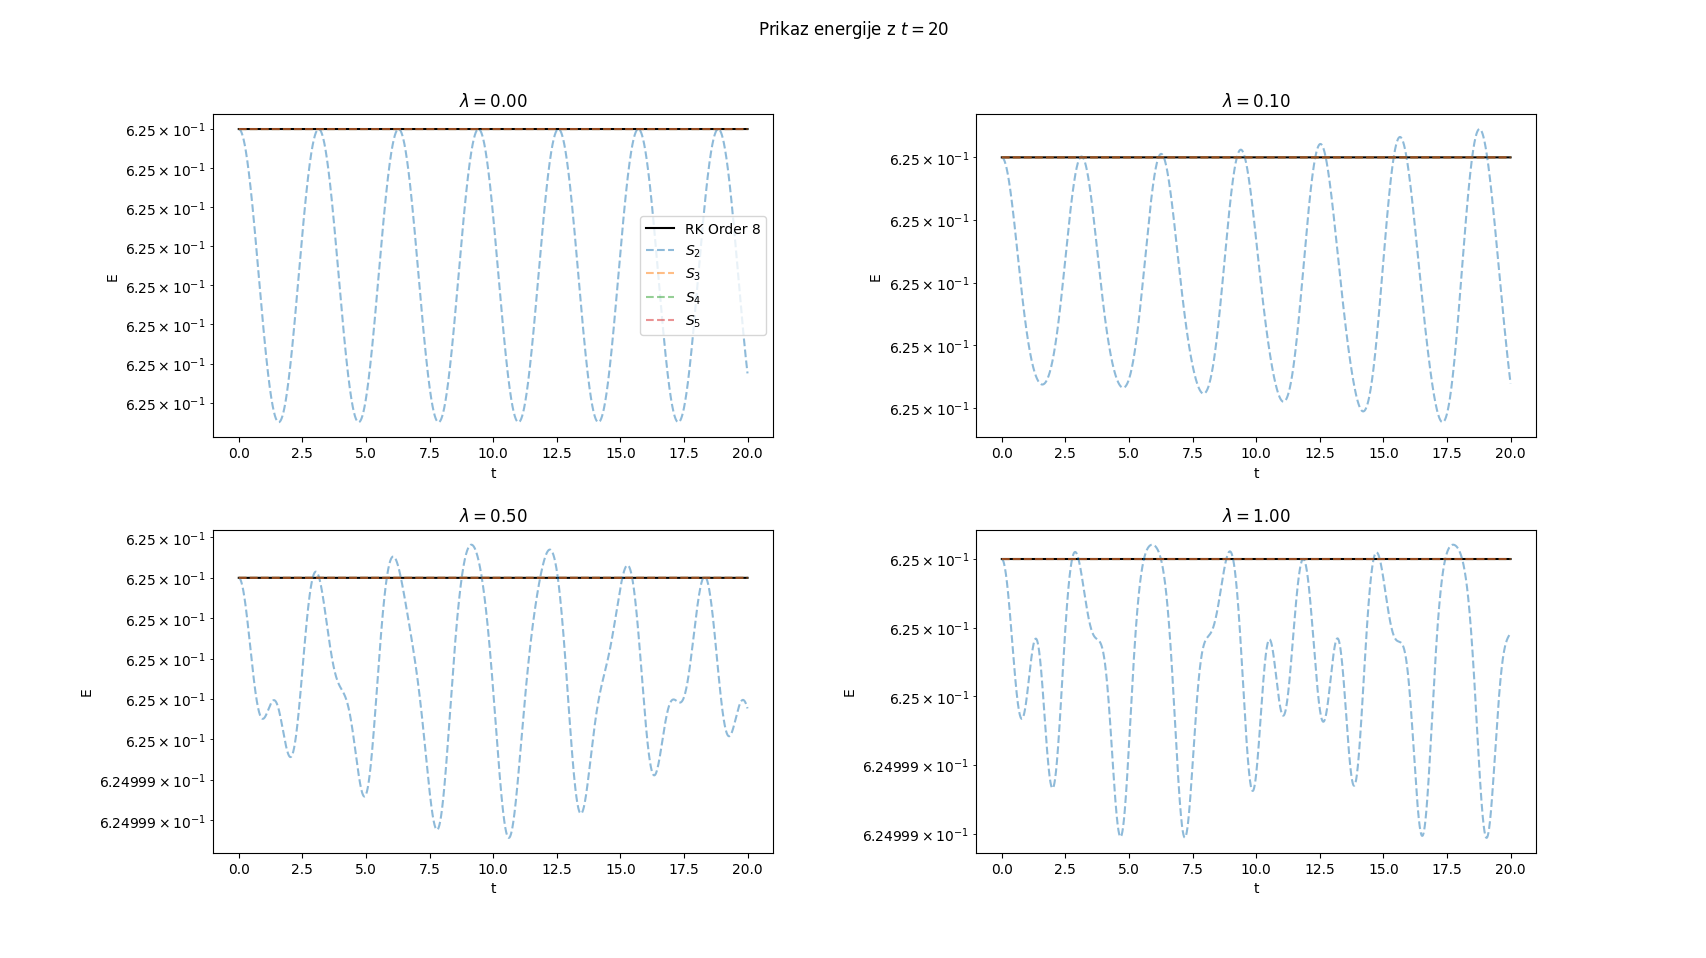 Prikaz energije z t = 20
λ = 0.00
6.25 × 10⁻¹
6.25 × 10⁻¹
6.25 × 10⁻¹
6.25 × 10⁻¹
6.25 × 10⁻¹
6.25 × 10⁻¹
6.25 × 10⁻¹
6.25 × 10⁻¹
E
RK Order 8
S₂
S₃
S₄
S₅
0.0 2.5 5.0 7.5 10.0 12.5 15.0 17.5 20.0
t
λ = 0.10
6.25 × 10⁻¹
6.25 × 10⁻¹
6.25 × 10⁻¹
6.25 × 10⁻¹
6.25 × 10⁻¹
E
0.0 2.5 5.0 7.5 10.0 12.5 15.0 17.5 20.0
t
λ = 0.50
6.25 × 10⁻¹
6.25 × 10⁻¹
6.25 × 10⁻¹
6.25 × 10⁻¹
6.25 × 10⁻¹
6.25 × 10⁻¹
6.24999 × 10⁻¹
6.24999 × 10⁻¹
E
0.0 2.5 5.0 7.5 10.0 12.5 15.0 17.5 20.0
t
λ = 1.00
6.25 × 10⁻¹
6.25 × 10⁻¹
6.25 × 10⁻¹
6.24999 × 10⁻¹
6.24999 × 10⁻¹
E
0.0 2.5 5.0 7.5 10.0 12.5 15.0 17.5 20.0
t